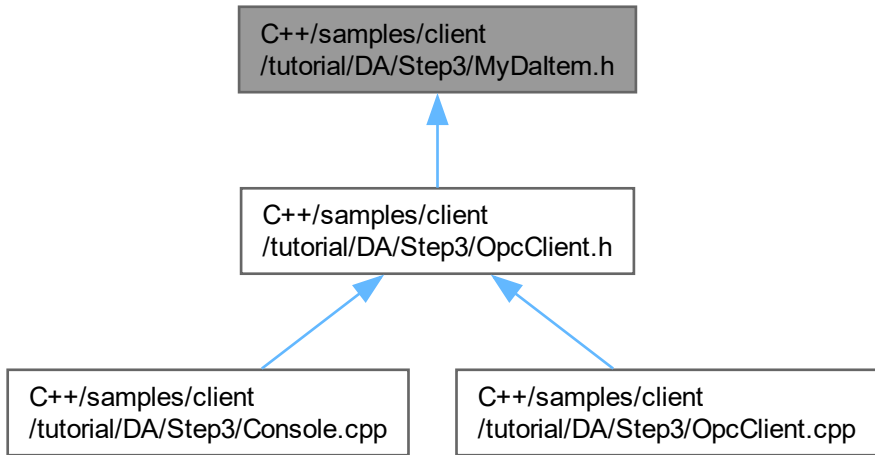 C++/samples/client
/tutorial/DA/Step3/MyDaItem.h
C++/samples/client
/tutorial/DA/Step3/OpcClient.h
C++/samples/client
/tutorial/DA/Step3/Console.cpp
C++/samples/client
/tutorial/DA/Step3/OpcClient.cpp